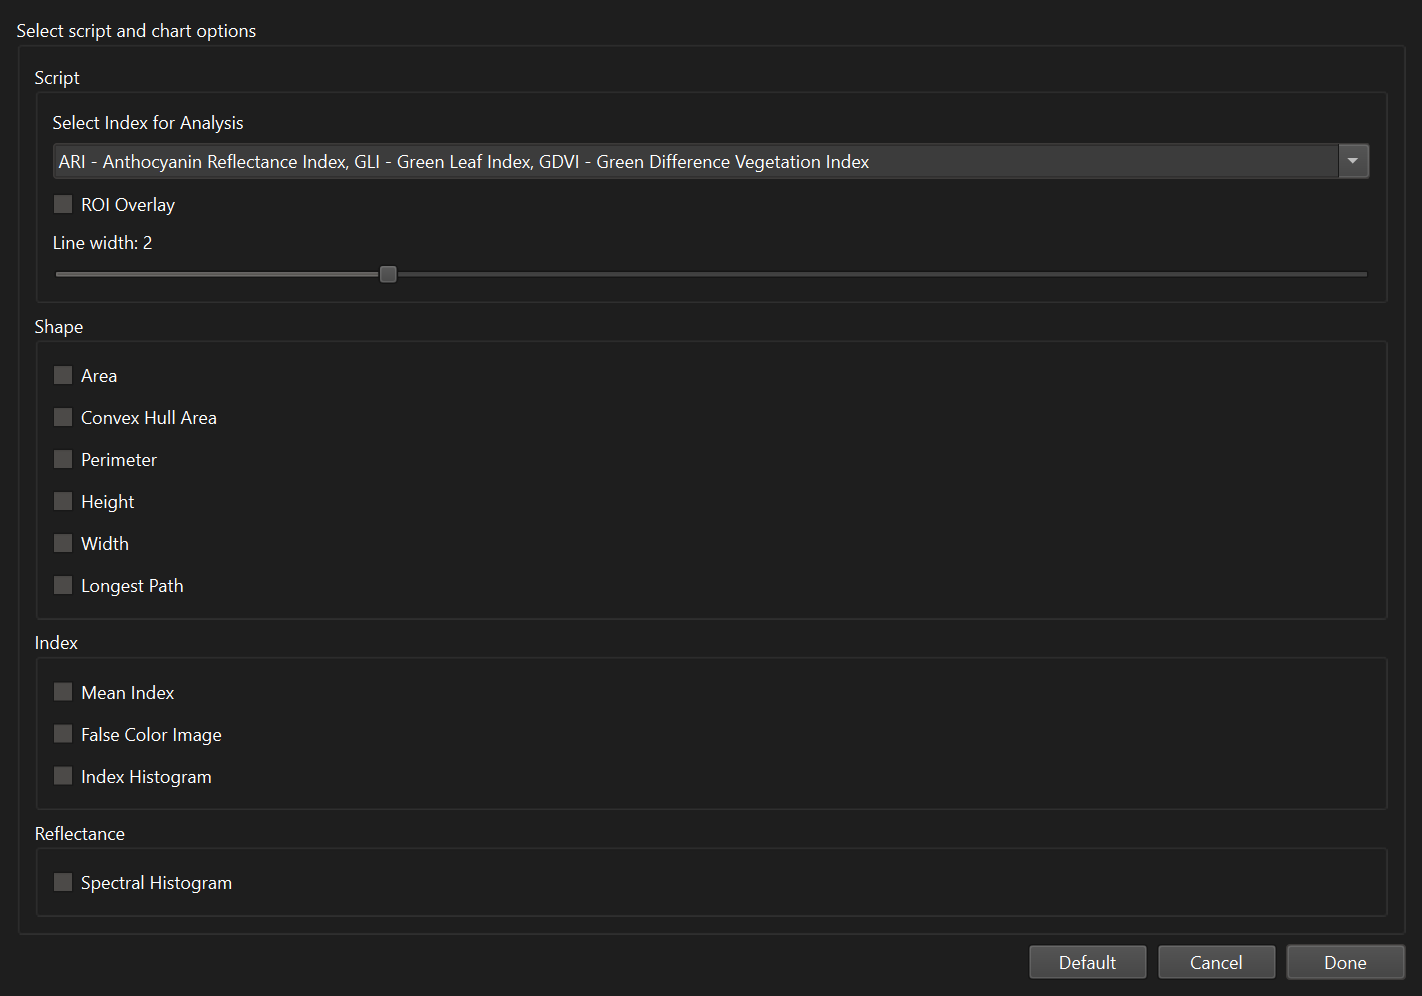 Select script and chart options
Script
Select Index for Analysis
ARI - Anthocyanin Reflectance Index, GLI - Green Leaf Index, GDVI - Green Difference Vegetation Index
ROI Overlay
Line width: 2
Shape
Area
Convex Hull Area
Perimeter
Height
Width
Longest Path
Index
Mean Index
False Color Image
Index Histogram
Reflectance
Spectral Histogram
Default Cancel Done